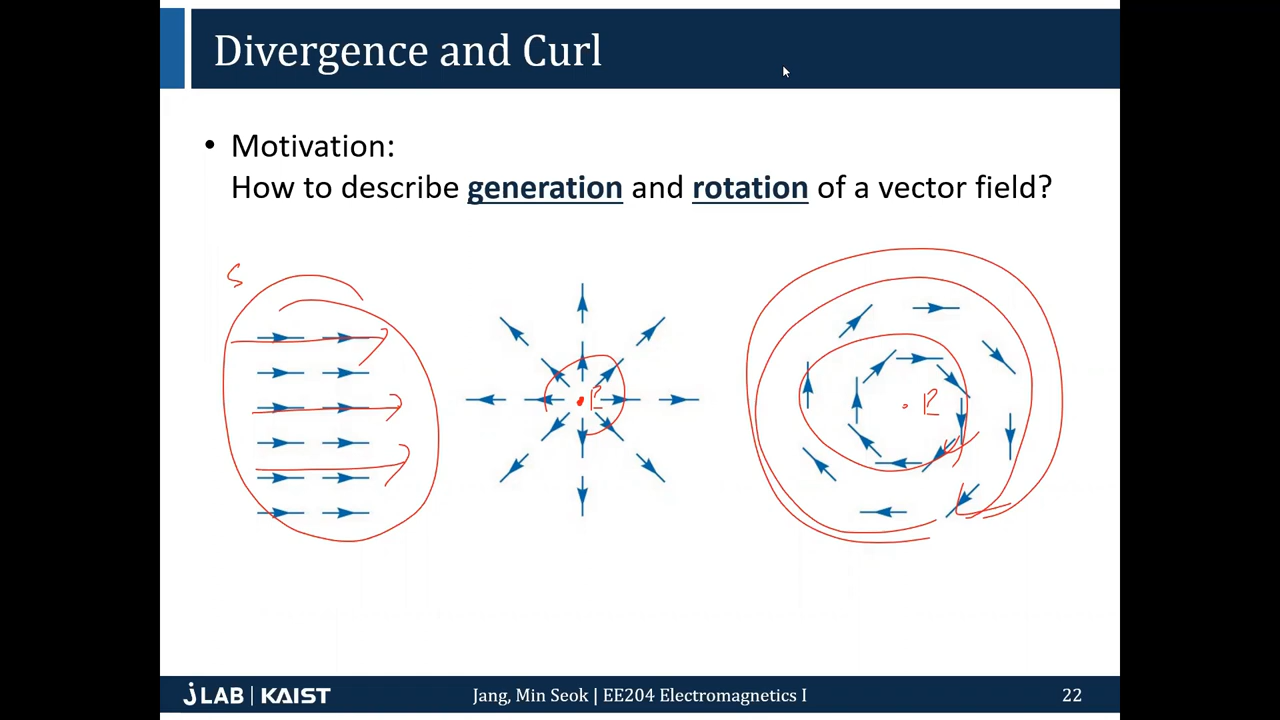 Divergence and Curl
• Motivation:
How to describe generation and rotation of a vector field?
S
jLAB | KAIST
Jang, Min Seok | EE204 Electromagnetics I
22